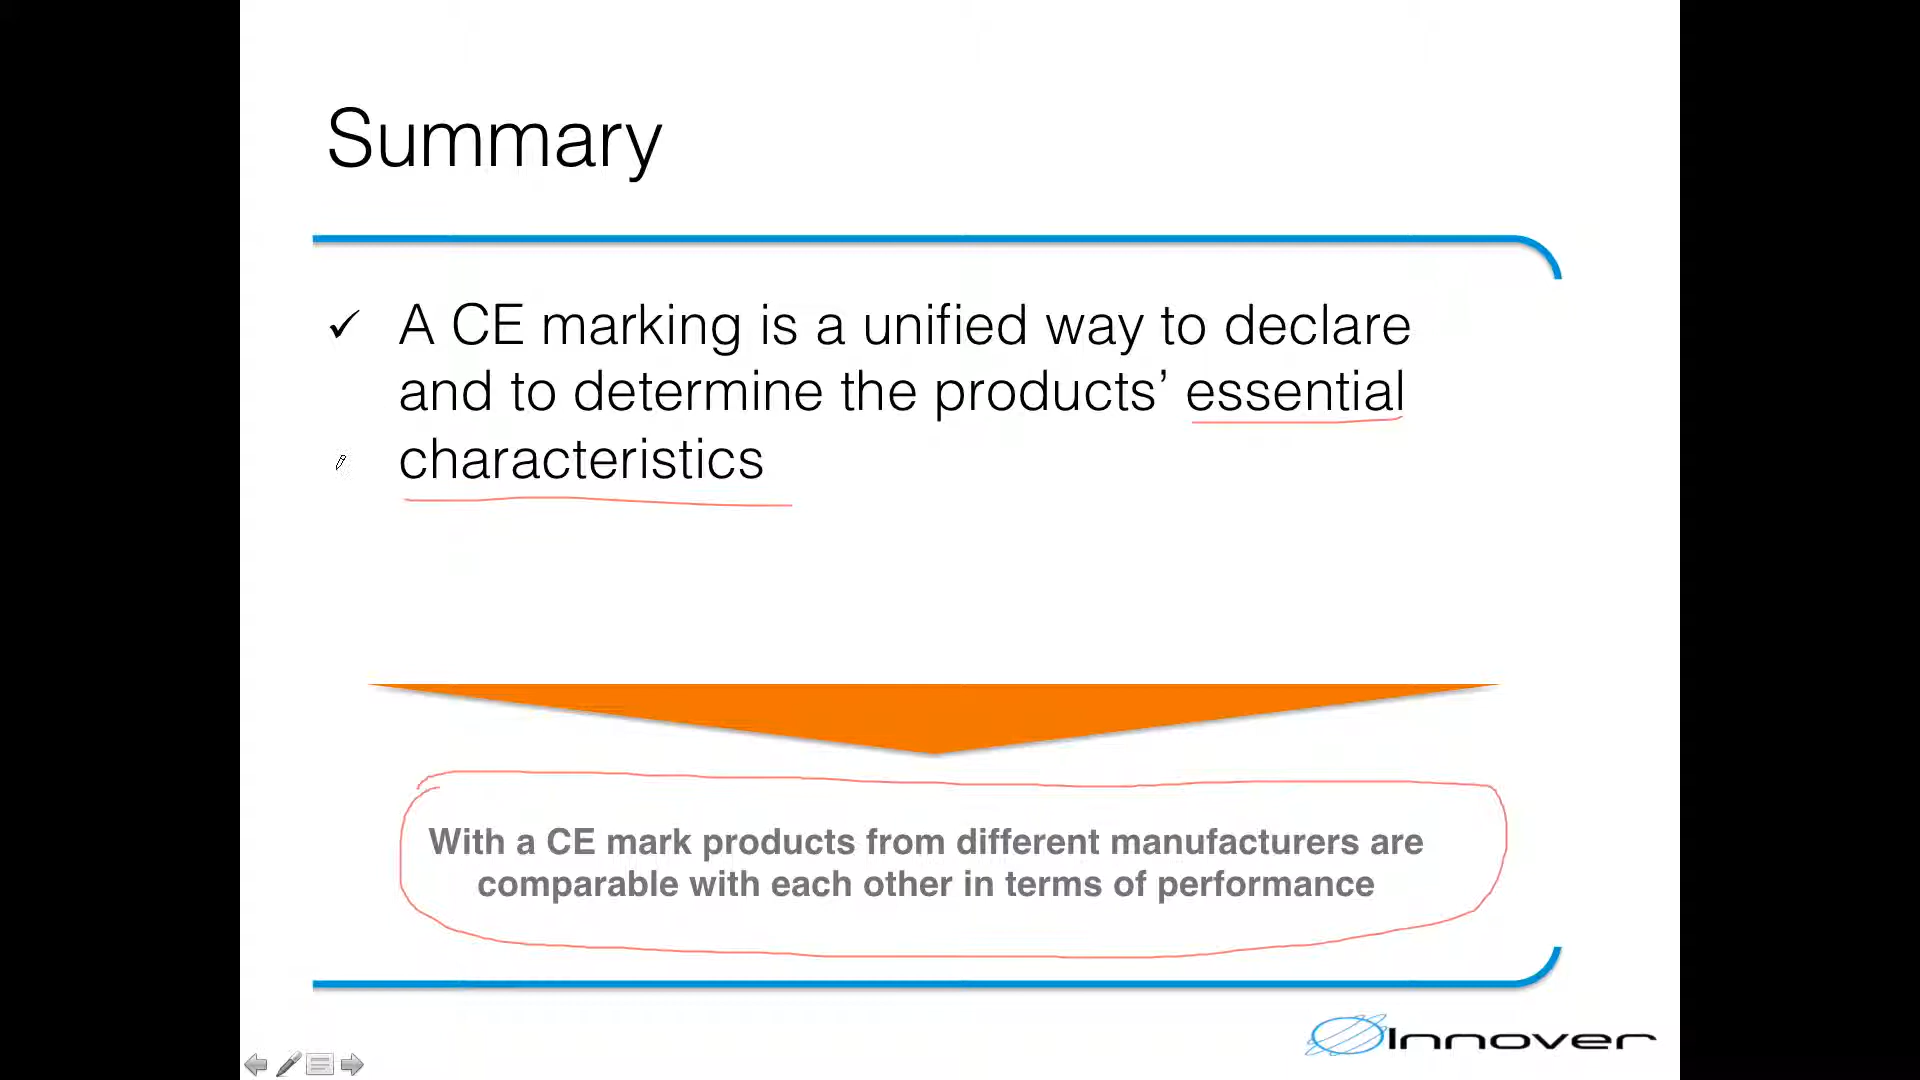 Summary
✓ A CE marking is a unified way to declare
and to determine the products’ essential
characteristics
With a CE mark products from different manufacturers are
comparable with each other in terms of performance
Innover